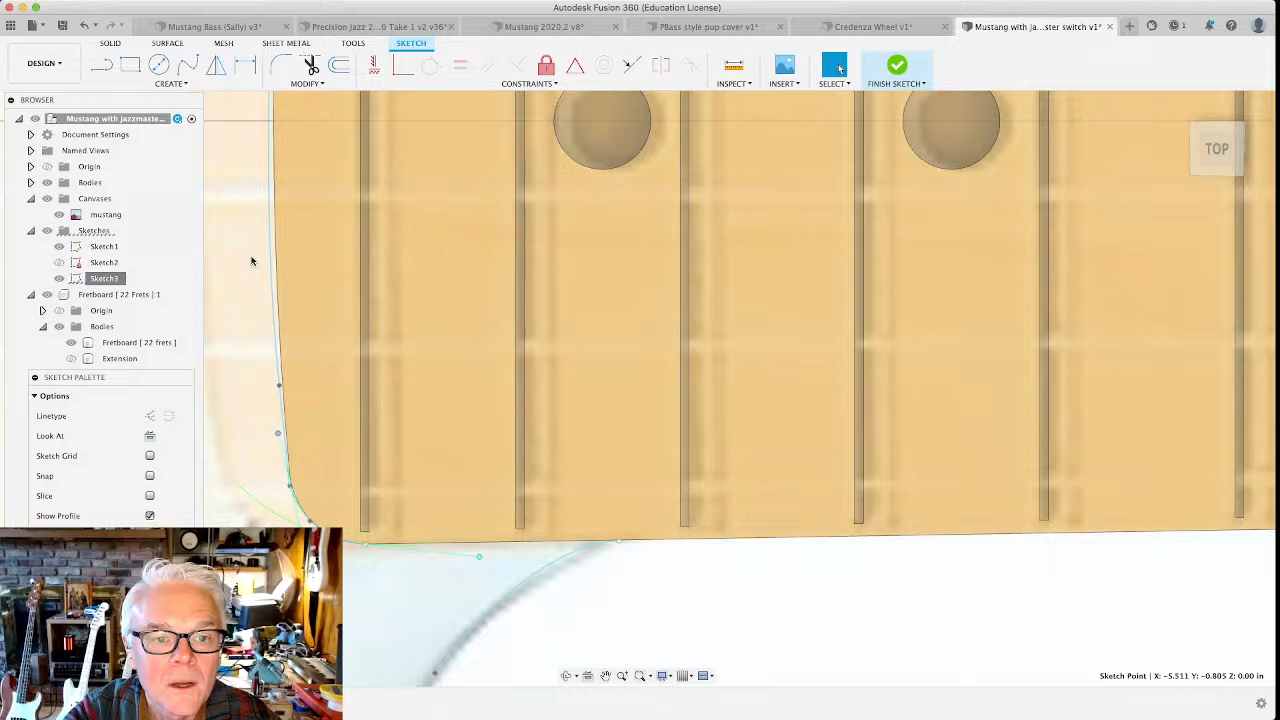 Autodesk Fusion 360 (Education License)
Mustang Bass (Sally) v3*
Precision Jazz 2...0 Take 1 v2 v36*
Mustang 2020.2 v8*
PBass style pup cover v1*
Credenza Wheel v1*
Mustang with ja...ster switch v1*
1
SOLID
SURFACE
MESH
SHEET METAL
TOOLS
SKETCH
DESIGN
CREATE
MODIFY
CONSTRAINTS
INSPECT
INSERT
SELECT
FINISH SKETCH
BROWSER
Mustang with jazzmaste...
Document Settings
Named Views
Origin
Bodies
Canvases
mustang
Sketches
Sketch1
Sketch2
Sketch3
Fretboard [ 22 Frets ]:1
Origin
Bodies
Fretboard [ 22 frets ]
Extension
SKETCH PALETTE
Options
Linetype
Look At
Sketch Grid
Snap
Slice
Show Profile
TOP
Sketch Point | X: -5.511 Y: -0.805 Z: 0.00 in